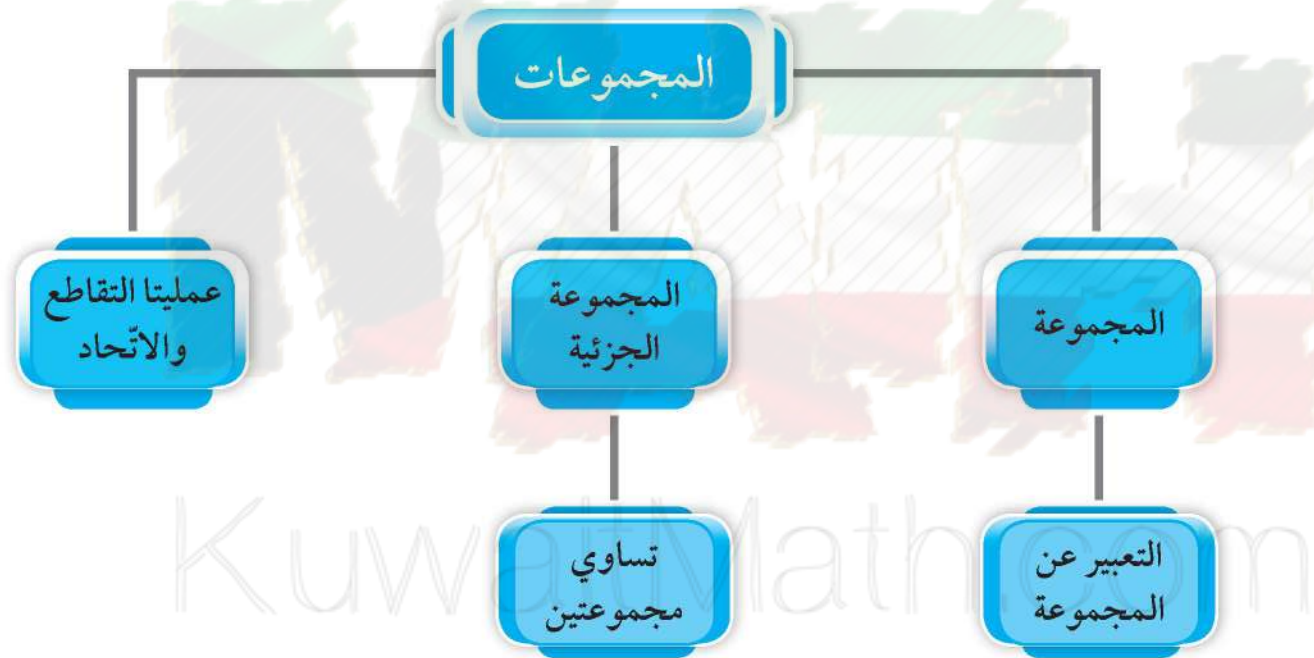 المجموعات
المجموعة
المجموعة
الجزئية
عمليتا التقاطع
والاتّحاد
التعبير عن
المجموعة
تساوي
مجموعتين
KuwaitMath.com